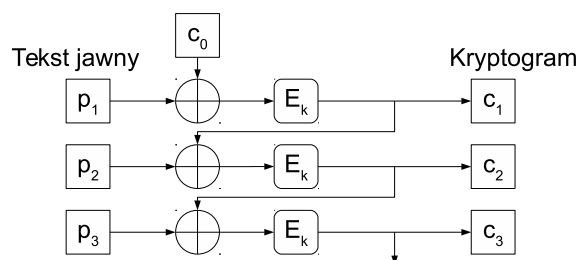 c₀
Tekst jawny
Kryptogram
p₁
Eₖ
c₁
p₂
Eₖ
c₂
p₃
Eₖ
c₃